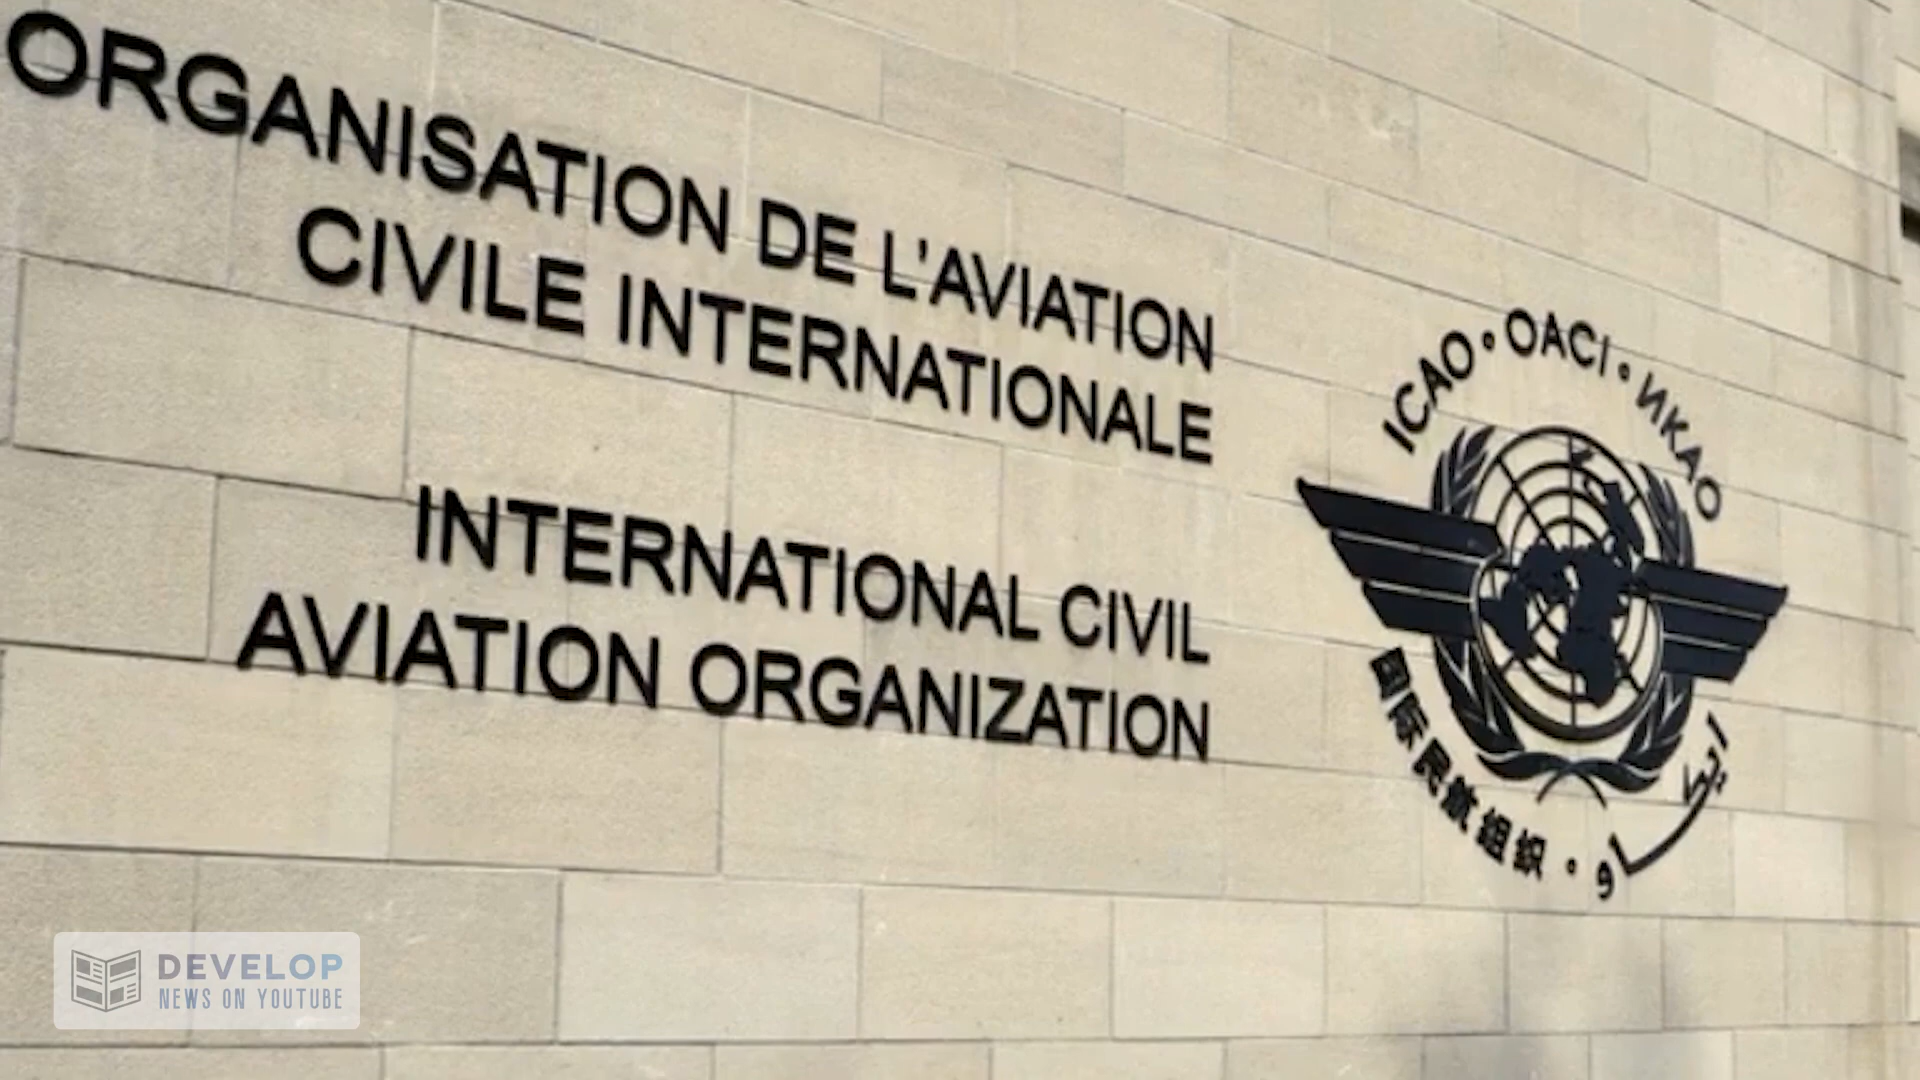 ORGANISATION DE L'AVIATION
CIVILE INTERNATIONALE
INTERNATIONAL CIVIL
AVIATION ORGANIZATION
ICAO • OACI • ИКАО
国际民航组织 • إيكاو
DEVELOP
NEWS ON YOUTUBE